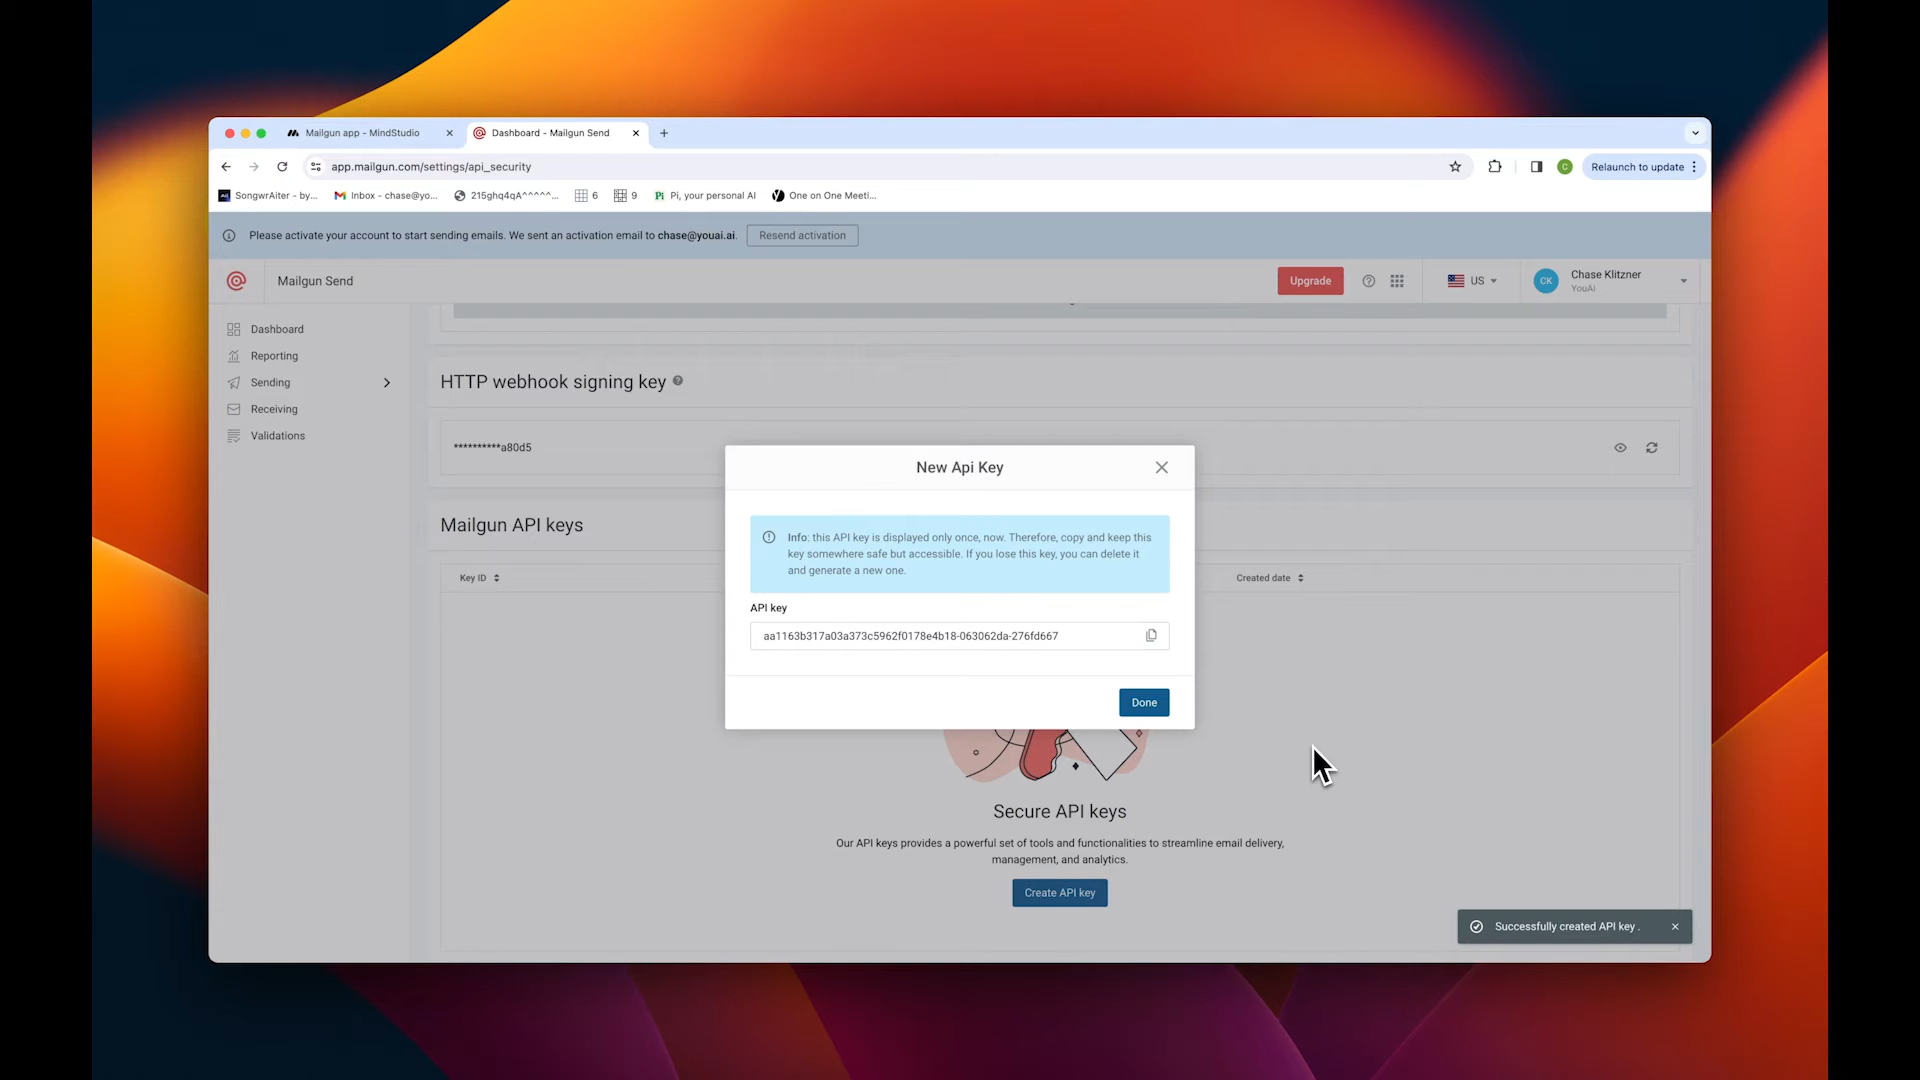 Mailgun app - MindStudio
Dashboard - Mailgun Send
app.mailgun.com/settings/api_security
Relaunch to update
SongwrAiter - by...
Inbox - chase@yo...
215ghq4qA^^^^^...
6
9
Pi, your personal AI
One on One Meeti...
Please activate your account to start sending emails. We sent an activation email to chase@youai.ai.
Resend activation
Mailgun Send
Upgrade
US
CK
Chase Klitzner
YouAi
Dashboard
Reporting
Sending
Receiving
Validations
HTTP webhook signing key
**********a80d5
Mailgun API keys
Key ID
Created date
New Api Key
Info: this API key is displayed only once, now. Therefore, copy and keep this
key somewhere safe but accessible. If you lose this key, you can delete it
and generate a new one.
API key
aa1163b317a03a373c5962f0178e4b18-063062da-276fd667
Done
Secure API keys
Our API keys provides a powerful set of tools and functionalities to streamline email delivery,
management, and analytics.
Create API key
Successfully created API key .